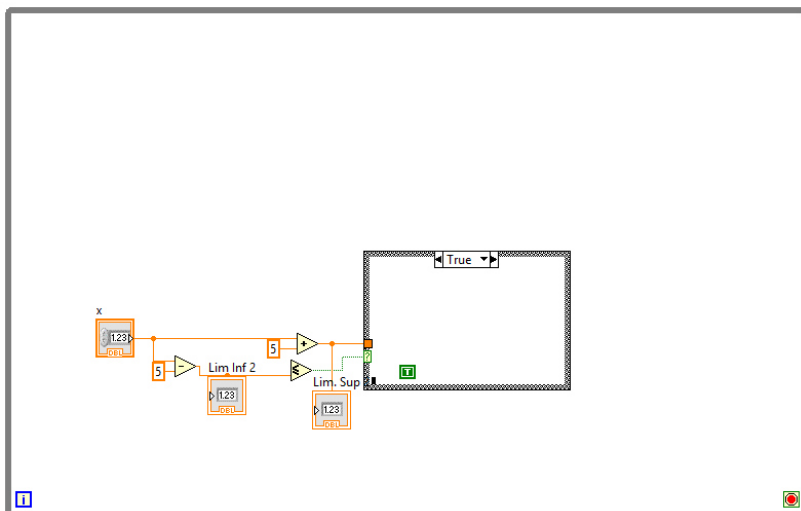 True
x
1.23
DBL
5
+
5
-
Lim Inf 2
1.23
DBL
≤
?
Lim. Sup
1.23
DBL
T
i